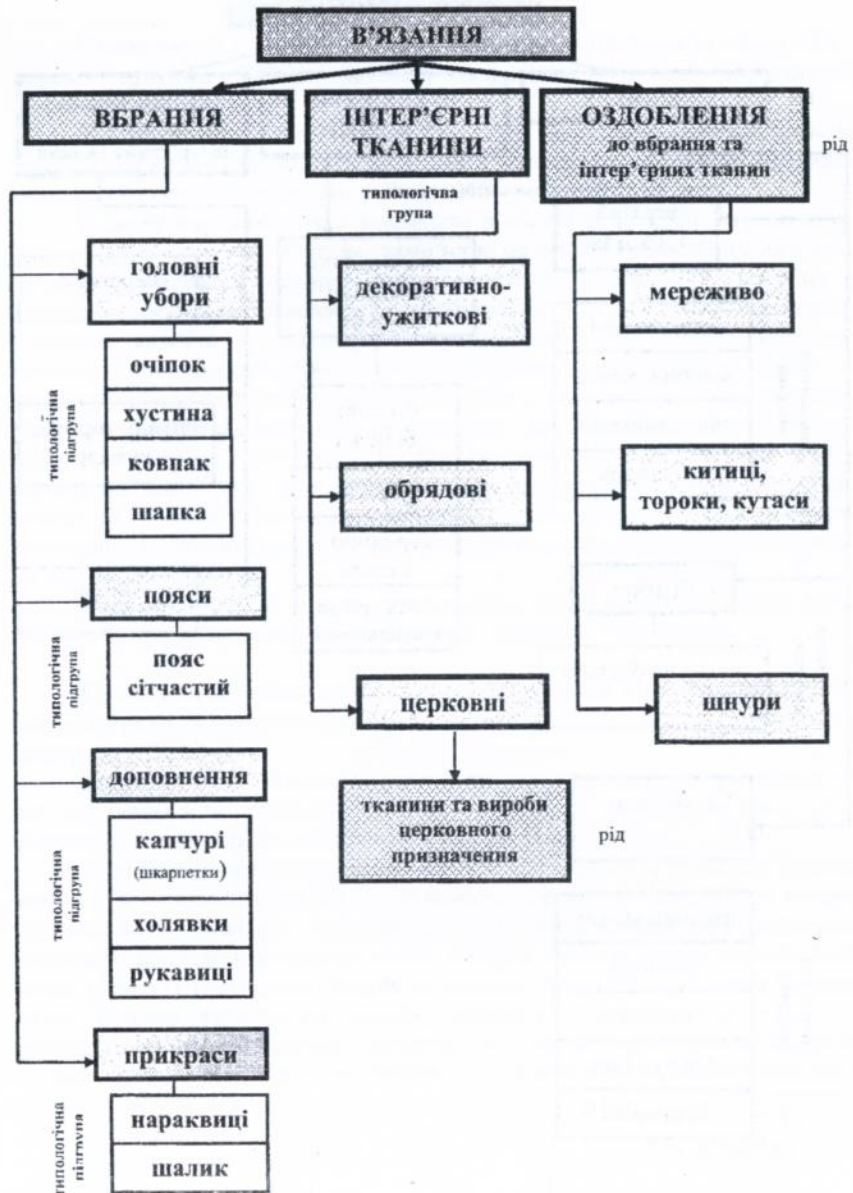 В’ЯЗАННЯ
ВБРАННЯ
ІНТЕР’ЄРНІ
ТКАНИНИ
ОЗДОБЛЕННЯ
до вбрання та
інтер’єрних тканин
рід
типологічна
група
головні
убори
типологічна
підгрупа
очіпок
хустина
ковпак
шапка
пояси
типологічна
підгрупа
пояс
сітчастий
доповнення
типологічна
підгрупа
капчурі
(шкарпетки)
холявки
рукавиці
прикраси
типологічна
підгрупа
нараквиці
шалик
декоративно-
ужиткові
обрядові
церковні
тканини та вироби
церковного
призначення
рід
мереживо
китиці,
тороки, кутаси
шнури